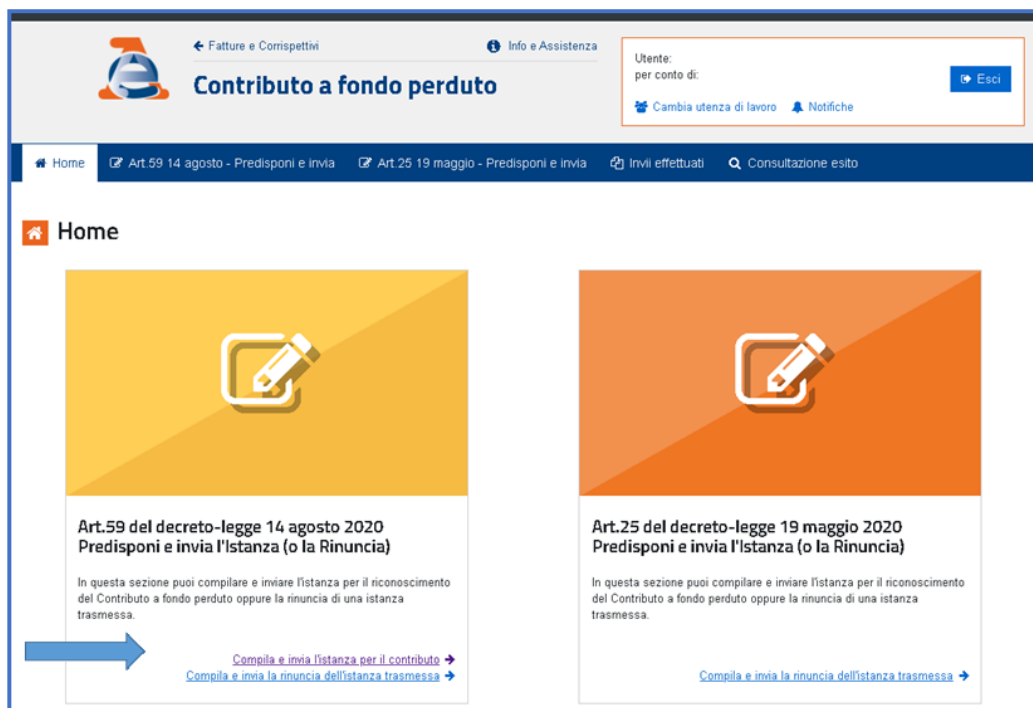 Fatture e Corrispettivi
Info e Assistenza
Contributo a fondo perduto
Utente:
per conto di:
Esci
Cambia utenza di lavoro
Notifiche
Home
Art.59 14 agosto - Predisponi e invia
Art.25 19 maggio - Predisponi e invia
Invii effettuati
Consultazione esito
Home
Art.59 del decreto-legge 14 agosto 2020
Predisponi e invia l'Istanza (o la Rinuncia)
In questa sezione puoi compilare e inviare l'istanza per il riconoscimento
del Contributo a fondo perduto oppure la rinuncia di una istanza
trasmessa.
Compila e invia l'istanza per il contributo
Compila e invia la rinuncia dell'istanza trasmessa
Art.25 del decreto-legge 19 maggio 2020
Predisponi e invia l'Istanza (o la Rinuncia)
In questa sezione puoi compilare e inviare l'istanza per il riconoscimento
del Contributo a fondo perduto oppure la rinuncia di una istanza
trasmessa.
Compila e invia la rinuncia dell'istanza trasmessa